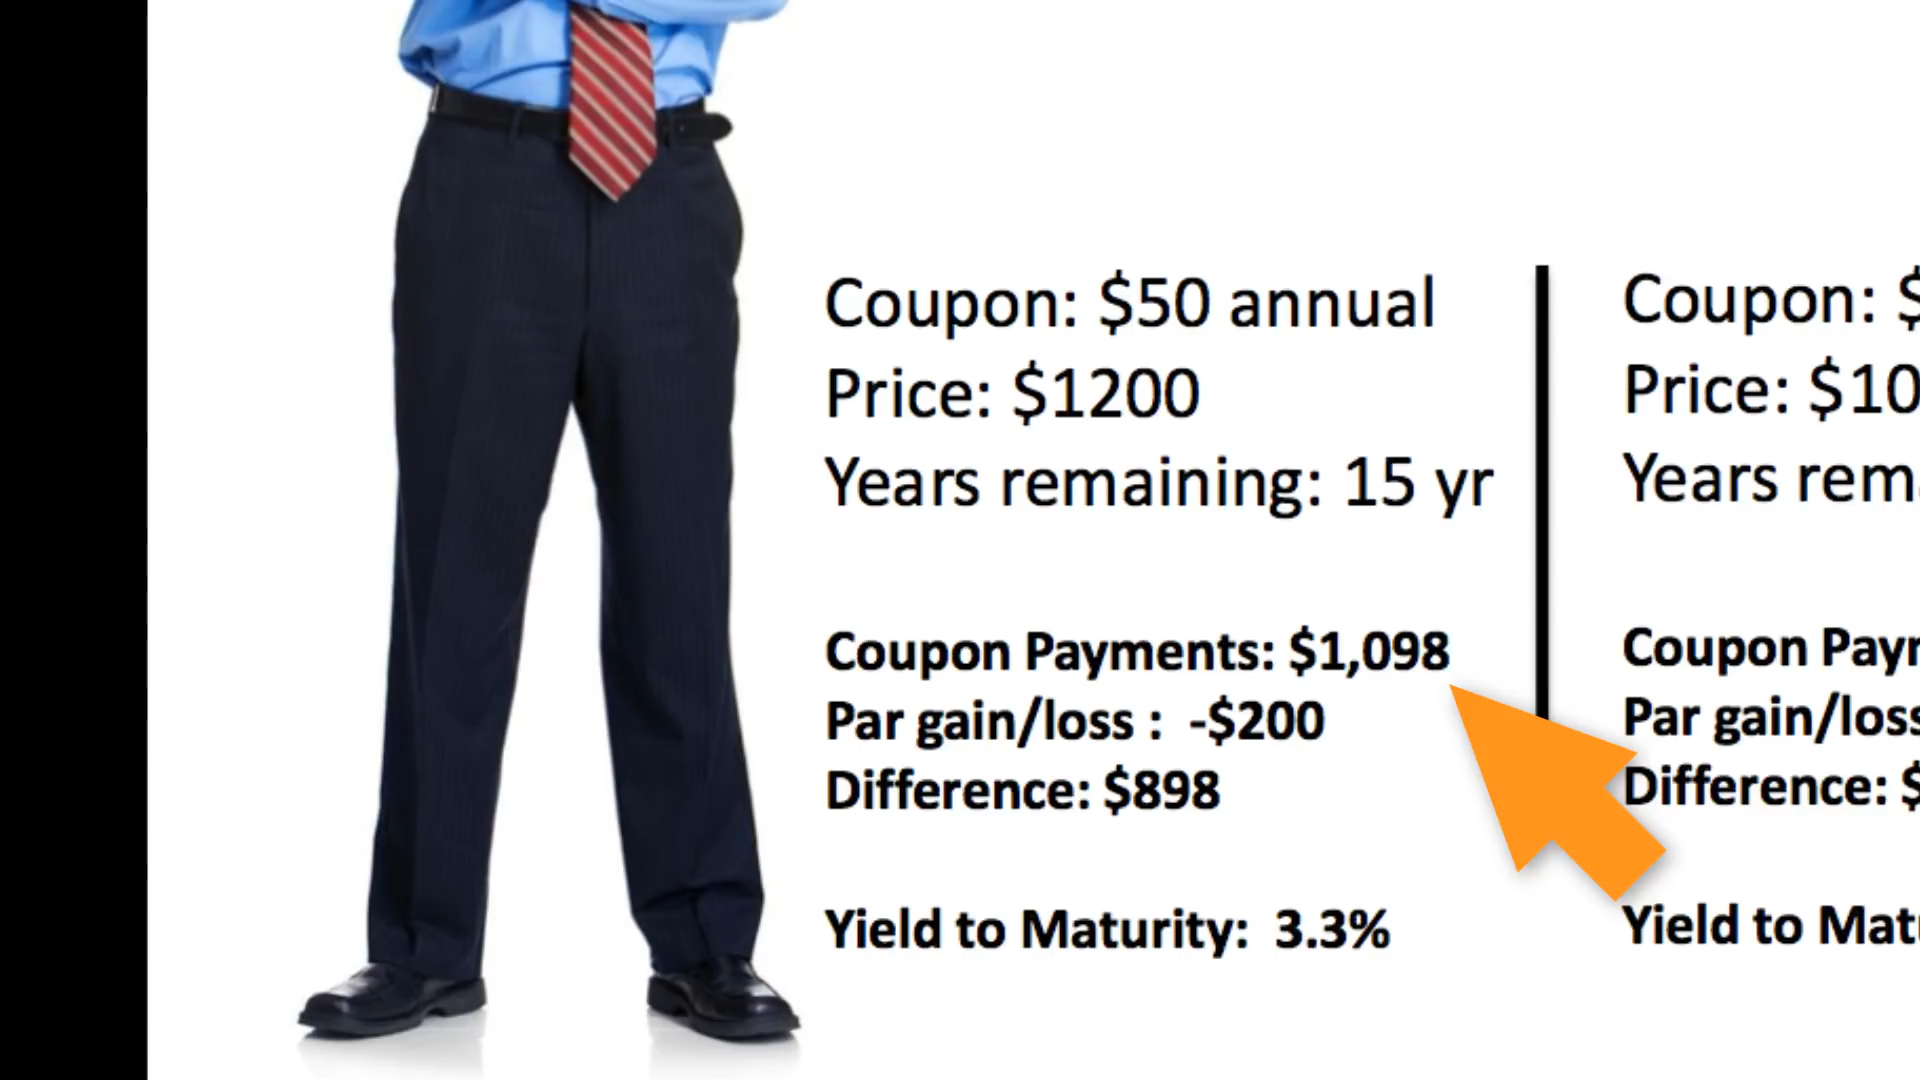 Coupon: $50 annual
Price: $1200
Years remaining: 15 yr
Coupon Payments: $1,098
Par gain/loss : -$200
Difference: $898
Yield to Maturity: 3.3%
Coupon: $
Price: $10
Years
Coupon
Par gain/loss
Difference: $
Yield to